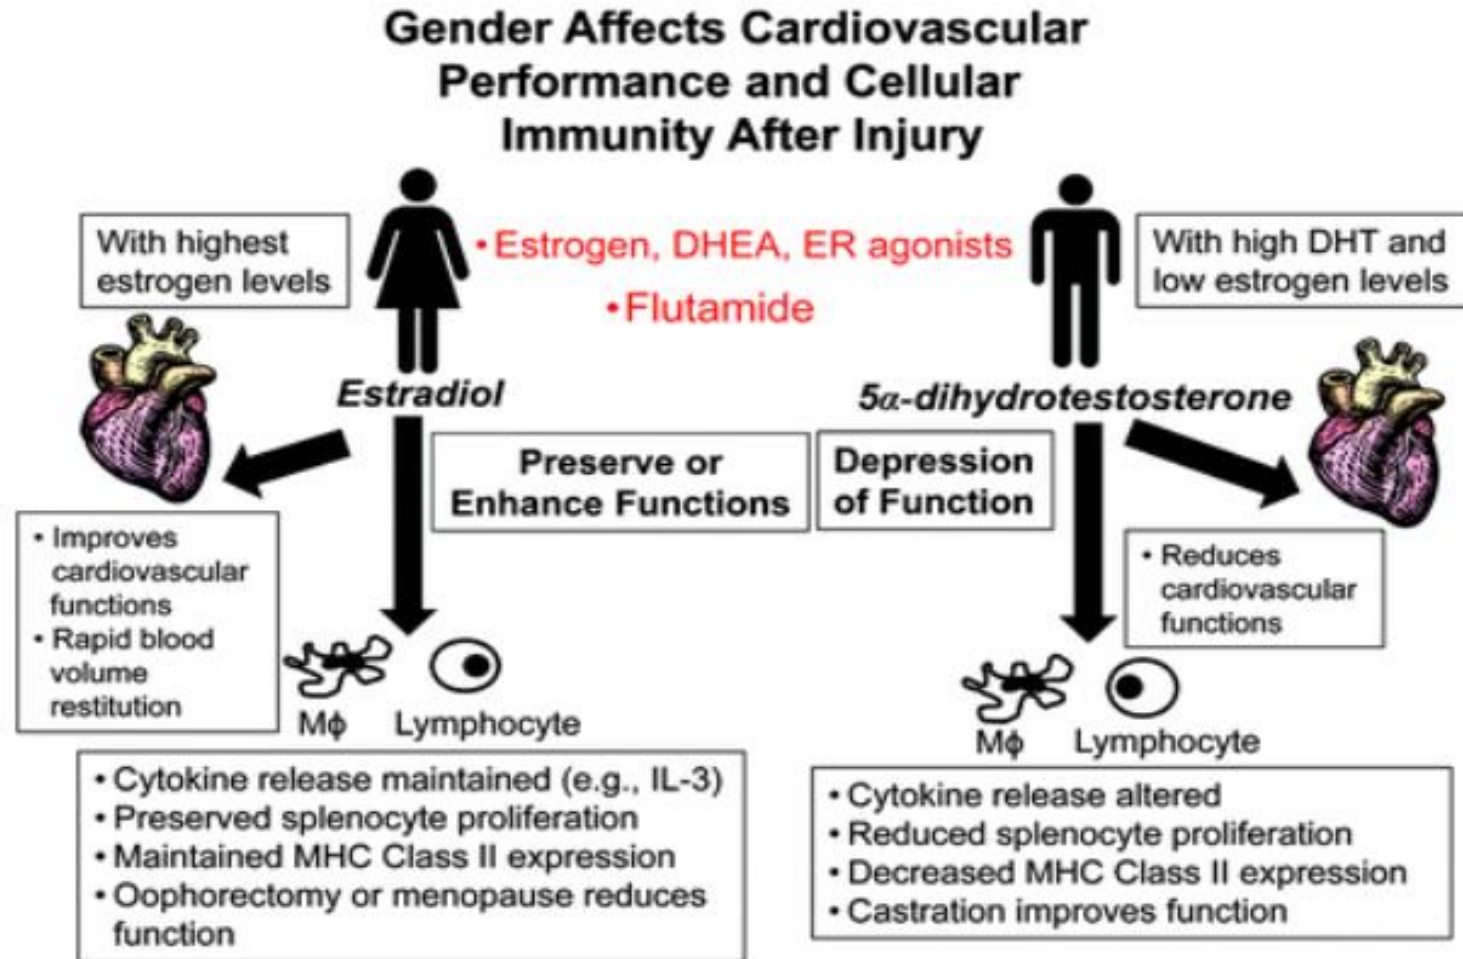 Gender Affects Cardiovascular
Performance and Cellular
Immunity After Injury
With highest
estrogen levels
• Estrogen, DHEA, ER agonists
• Flutamide
With high DHT and
low estrogen levels
Estradiol
5α-dihydrotestosterone
Preserve or
Enhance Functions
Depression
of Function
• Improves
cardiovascular
functions
• Rapid blood
volume
restitution
• Reduces
cardiovascular
functions
Mϕ
Lymphocyte
Mϕ
Lymphocyte
• Cytokine release maintained (e.g., IL-3)
• Preserved splenocyte proliferation
• Maintained MHC Class II expression
• Oophorectomy or menopause reduces
function
• Cytokine release altered
• Reduced splenocyte proliferation
• Decreased MHC Class II expression
• Castration improves function